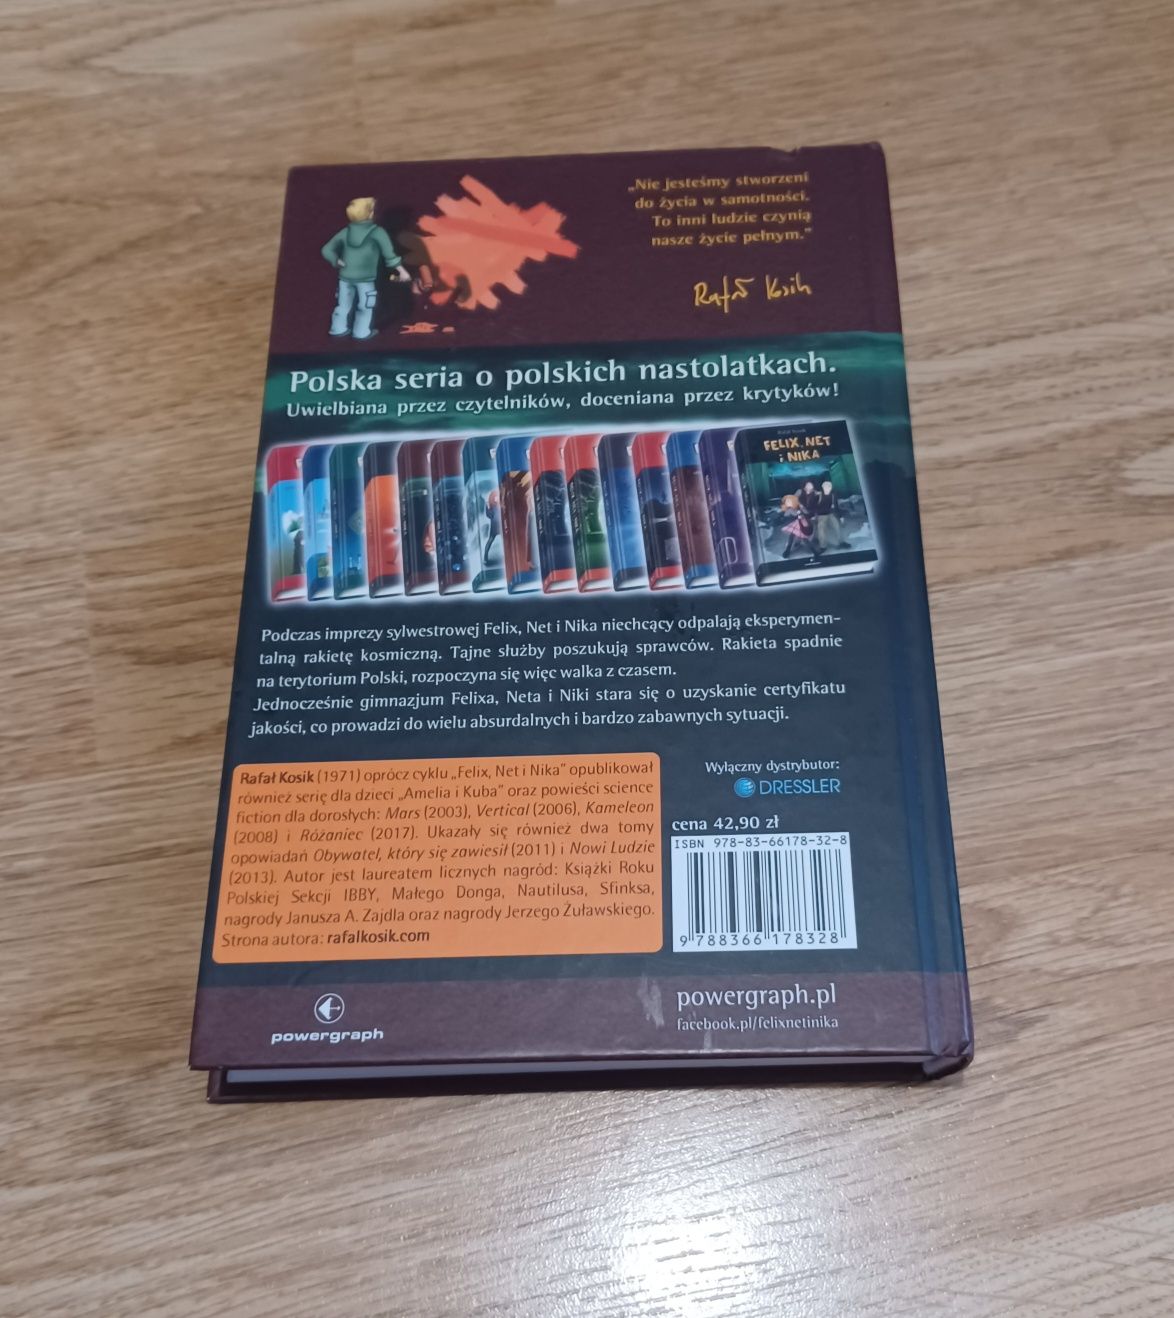 „Nie jesteśmy stworzeni
do życia w samotności.
To inni ludzie czynią
nasze życie pełnym."
Rafał Kosik
Polska seria o polskich nastolatkach.
Uwielbiana przez czytelników, doceniana przez krytyków!
FELIX, NET
i NIKA
Podczas imprezy sylwestrowej Felix, Net i Nika niechcący odpalają eksperymen-
talną rakietę kosmiczną. Tajne służby poszukują sprawców. Rakieta spadnie
na terytorium Polski, rozpoczyna się więc walka z czasem.
Jednocześnie gimnazjum Felixa, Neta i Niki stara się o uzyskanie certyfikatu
jakości, co prowadzi do wielu absurdalnych i bardzo zabawnych sytuacji.
Rafał Kosik (1971) oprócz cyklu „Felix, Net i Nika" opublikował
również serię dla dzieci „Amelia i Kuba" oraz powieści science
fiction dla dorosłych: Mars (2003), Vertical (2006), Kameleon
(2008) i Różaniec (2017). Ukazały się również dwa tomy
opowiadań Obywatel, który się zawiesił (2011) i Nowi Ludzie
(2013). Autor jest laureatem licznych nagród: Książki Roku
Polskiej Sekcji IBBY, Małego Donga, Nautilusa, Sfinksa,
nagrody Janusza A. Zajdla oraz nagrody Jerzego Żuławskiego.
Strona autora: rafalkosik.com
Wyłączny dystrybutor:
DRESSLER
cena 42,90 zł
ISBN 978-83-66178-32-8
9 788366 178328
powergraph
powergraph.pl
facebook.pl/felixnetinika